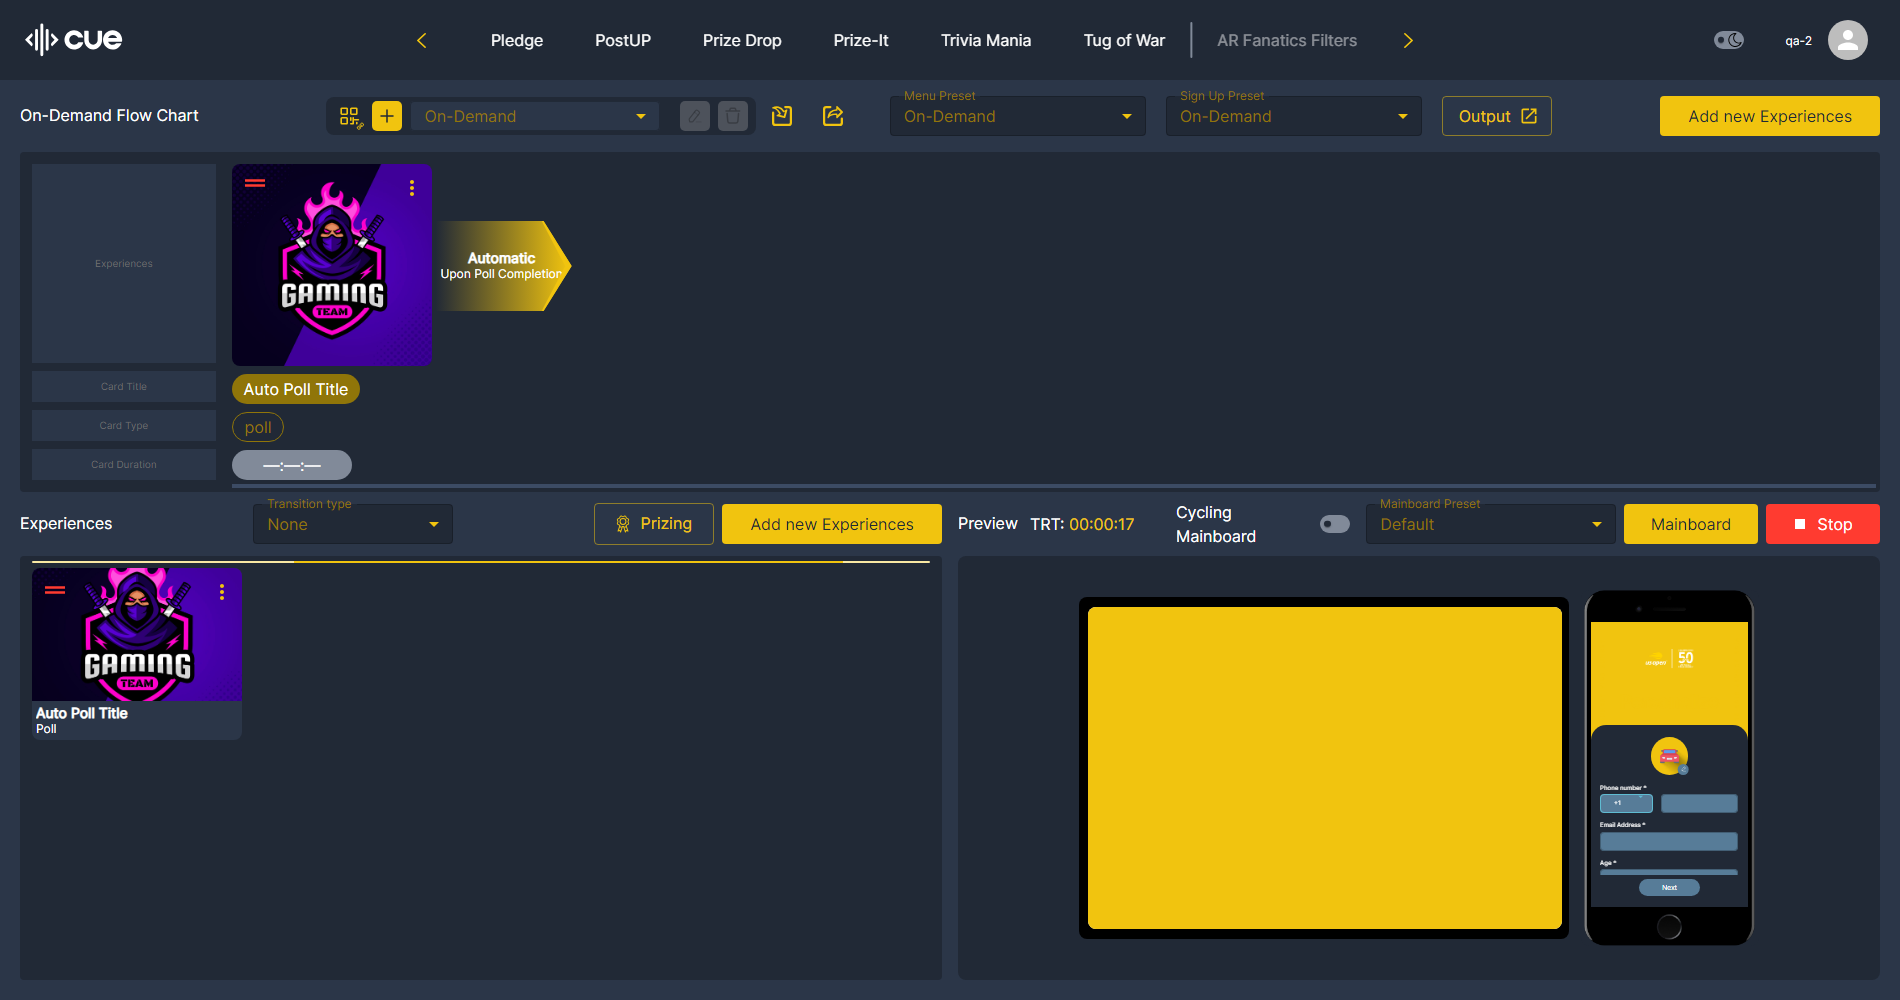 cue
Pledge
PostUP
Prize Drop
Prize-It
Trivia Mania
Tug of War
AR Fanatics Filters
qa-2
On-Demand Flow Chart
On-Demand
Menu Preset
On-Demand
Sign Up Preset
On-Demand
Output
Add new Experiences
Experiences
GAMING
TEAM
Automatic
Upon Poll Completion
Card Title
Auto Poll Title
Card Type
poll
Card Duration
—:—:—
Experiences
Transition type
None
Prizing
Add new Experiences
Preview
TRT: 00:00:17
Cycling
Mainboard
Mainboard Preset
Default
Mainboard
Stop
GAMING
TEAM
Auto Poll Title
Poll
50
Phone number *
+1
Email Address *
Age *
Next